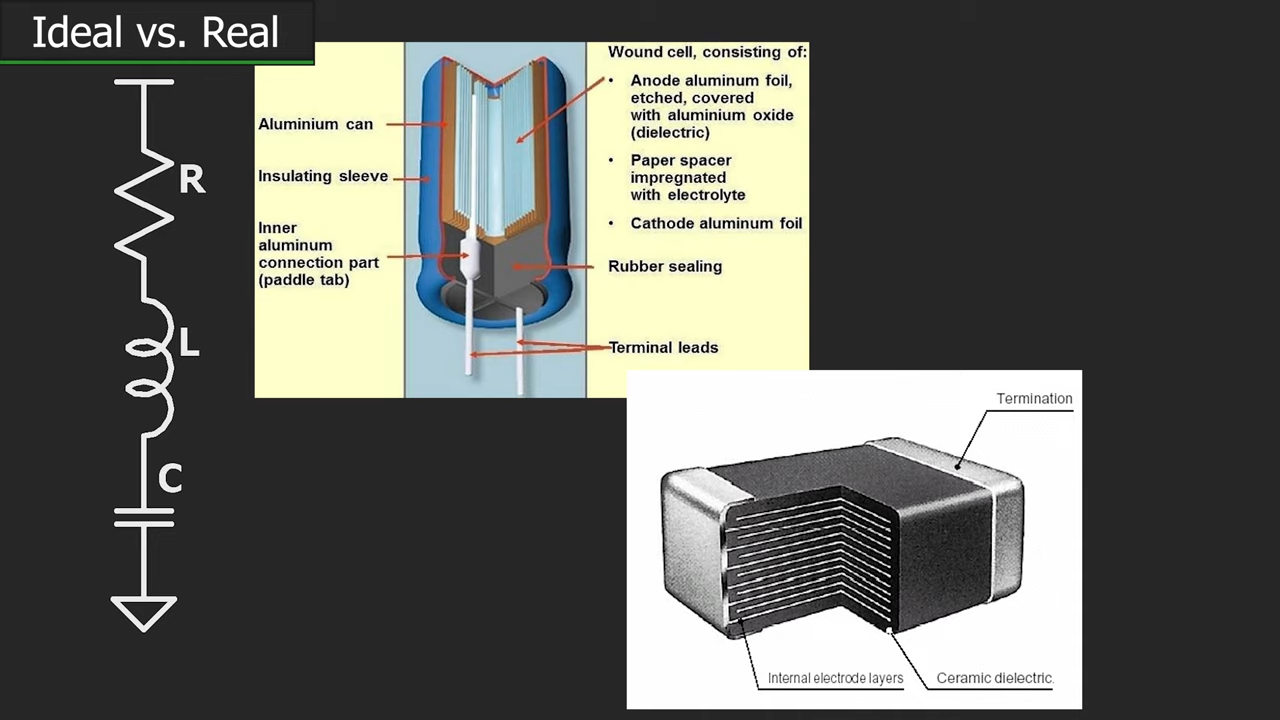 Ideal vs. Real
R
L
C
Aluminium can
Insulating sleeve
Inner
aluminum
connection part
(paddle tab)
Wound cell, consisting of:
• Anode aluminum foil,
etched, covered
with aluminium oxide
(dielectric)
• Paper spacer
impregnated
with electrolyte
• Cathode aluminum foil
Rubber sealing
Terminal leads
Termination
Internal electrode layers
Ceramic dielectric.